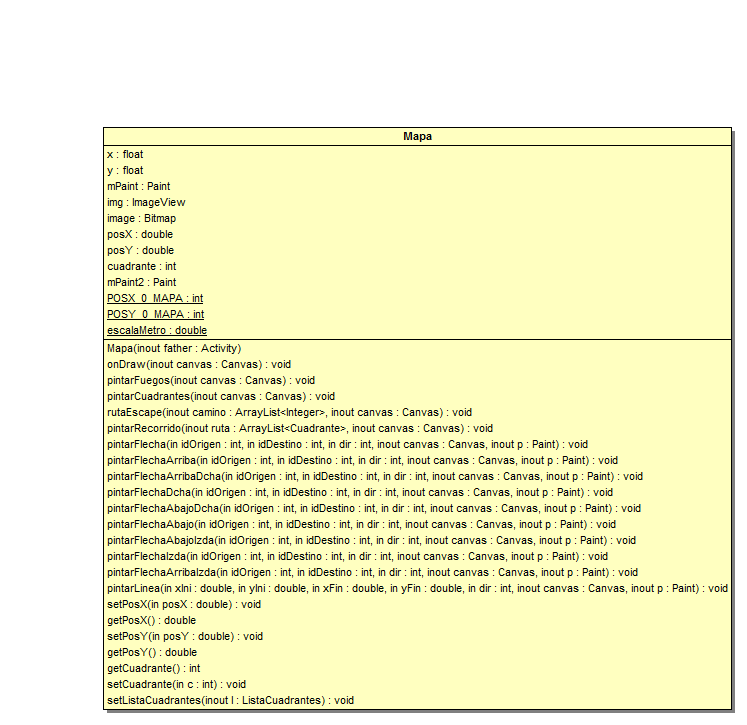 Mapa
x : float
y : float
mPaint : Paint
img : ImageView
image : Bitmap
posX : double
posY : double
cuadrante : int
mPaint2 : Paint
POSX_0_MAPA : int
POSY_0_MAPA : int
escalaMetro : double
Mapa(inout father : Activity)
onDraw(inout canvas : Canvas) : void
pintarFuegos(inout canvas : Canvas) : void
pintarCuadrantes(inout canvas : Canvas) : void
rutaEscape(inout camino : ArrayList<Integer>, inout canvas : Canvas) : void
pintarRecorrido(inout ruta : ArrayList<Cuadrante>, inout canvas : Canvas) : void
pintarFlecha(in idOrigen : int, in idDestino : int, in dir : int, inout canvas : Canvas, inout p : Paint) : void
pintarFlechaArriba(in idOrigen : int, in idDestino : int, in dir : int, inout canvas : Canvas, inout p : Paint) : void
pintarFlechaArribaDcha(in idOrigen : int, in idDestino : int, in dir : int, inout canvas : Canvas, inout p : Paint) : void
pintarFlechaDcha(in idOrigen : int, in idDestino : int, in dir : int, inout canvas : Canvas, inout p : Paint) : void
pintarFlechaAbajoDcha(in idOrigen : int, in idDestino : int, in dir : int, inout canvas : Canvas, inout p : Paint) : void
pintarFlechaAbajo(in idOrigen : int, in idDestino : int, in dir : int, inout canvas : Canvas, inout p : Paint) : void
pintarFlechaAbajoIzda(in idOrigen : int, in idDestino : int, in dir : int, inout canvas : Canvas, inout p : Paint) : void
pintarFlechaIzda(in idOrigen : int, in idDestino : int, in dir : int, inout canvas : Canvas, inout p : Paint) : void
pintarFlechaArribaIzda(in idOrigen : int, in idDestino : int, in dir : int, inout canvas : Canvas, inout p : Paint) : void
pintarLinea(in xIni : double, in yIni : double, in xFin : double, in yFin : double, in dir : int, inout canvas : Canvas, inout p : Paint) : void
setPosX(in posX : double) : void
getPosX() : double
setPosY(in posY : double) : void
getPosY() : double
getCuadrante() : int
setCuadrante(in c : int) : void
setListaCuadrantes(inout l : ListaCuadrantes) : void